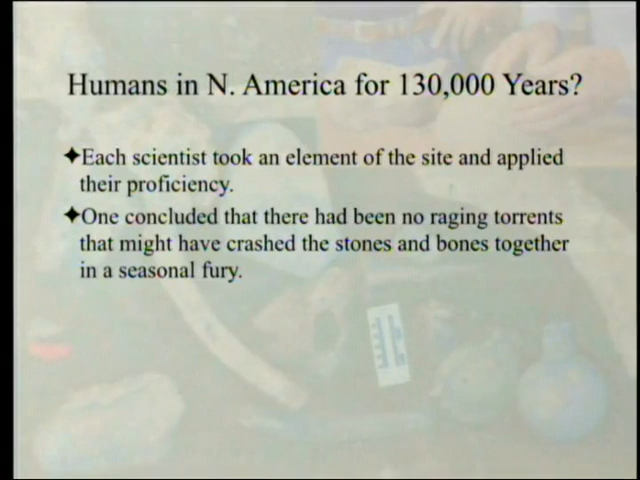 Humans in N. America for 130,000 Years?
✦Each scientist took an element of the site and applied
their proficiency.
✦One concluded that there had been no raging torrents
that might have crashed the stones and bones together
in a seasonal fury.